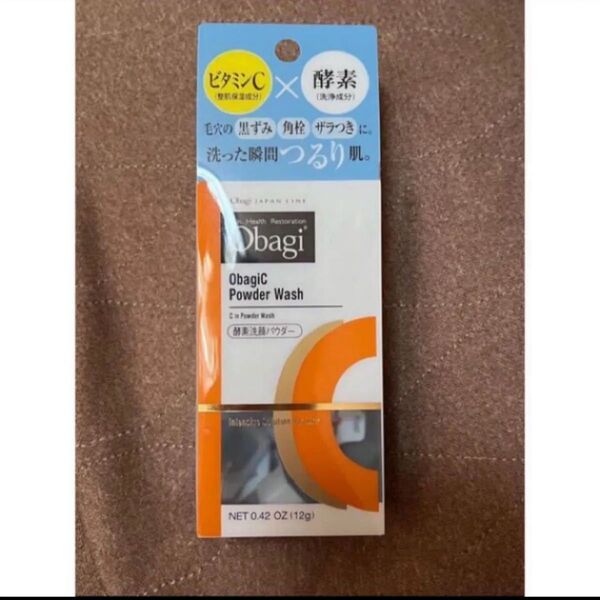 ビタミンC
(整肌保湿成分)
×
酵素
(洗浄成分)
毛穴の 黒ずみ 角栓 ザラつき に。
洗った瞬間つるり肌。
Obagi JAPAN LINE
Health Restoration
Obagi®
ObagiC
Powder Wash
C in Powder Wash
酵素洗顔パウダー
NET 0.42 OZ (12g)